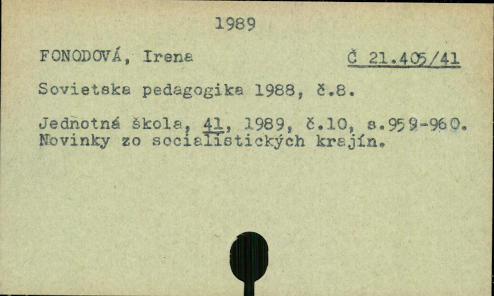 1989
FONODOVÁ, Irena Č 21.405/41
Sovietska pedagogika 1988, č.8.
Jednotná škola, 41, 1989, č.10, s.959-960.
Novinky zo socialistických krajín.